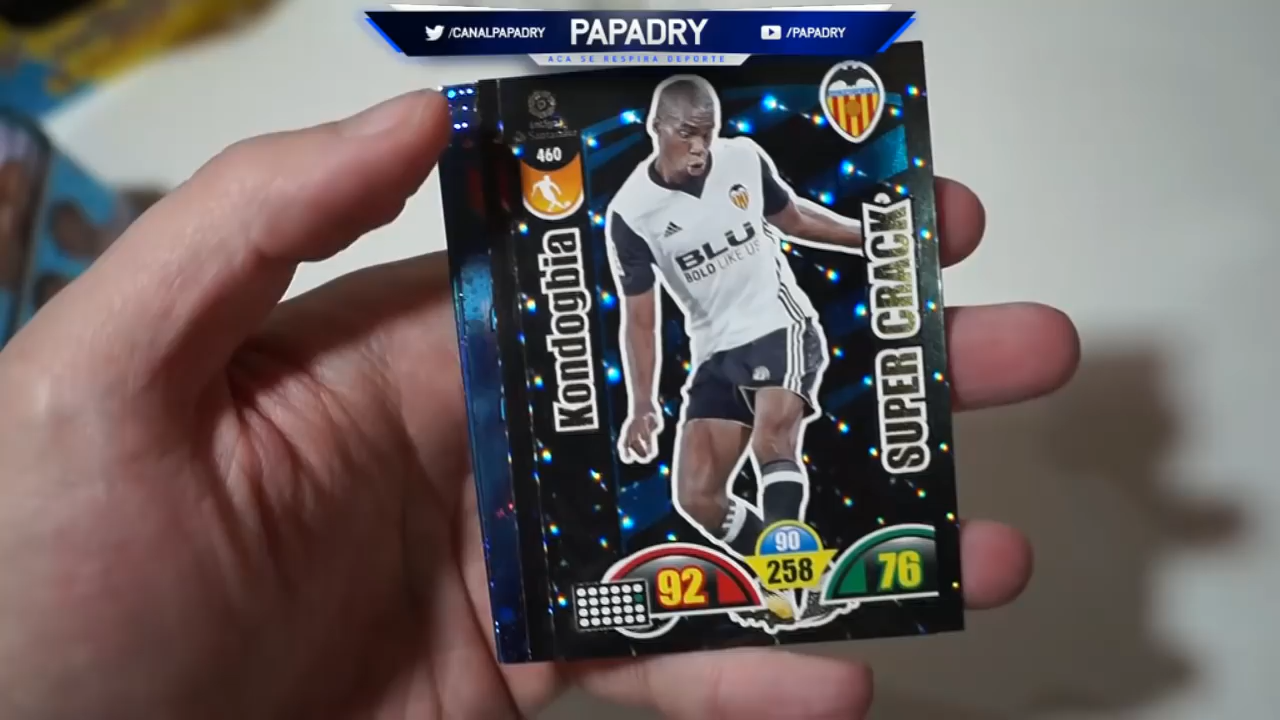 /CANALPAPADRY
PAPADRY
/PAPADRY
ACA SE RESPIRA DEPORTE
460
Kondogbia
BLU
BOLD LIKE US
SUPER CRACK
90
92
258
76